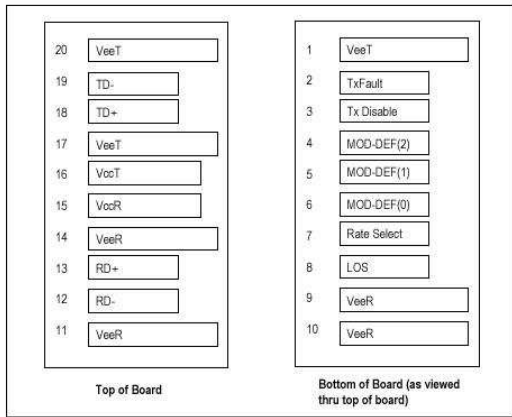 20 VeeT
19 TD-
18 TD+
17 VeeT
16 VccT
15 VccR
14 VeeR
13 RD+
12 RD-
11 VeeR
Top of Board
1 VeeT
2 TxFault
3 Tx Disable
4 MOD-DEF(2)
5 MOD-DEF(1)
6 MOD-DEF(0)
7 Rate Select
8 LOS
9 VeeR
10 VeeR
Bottom of Board (as viewed
thru top of board)